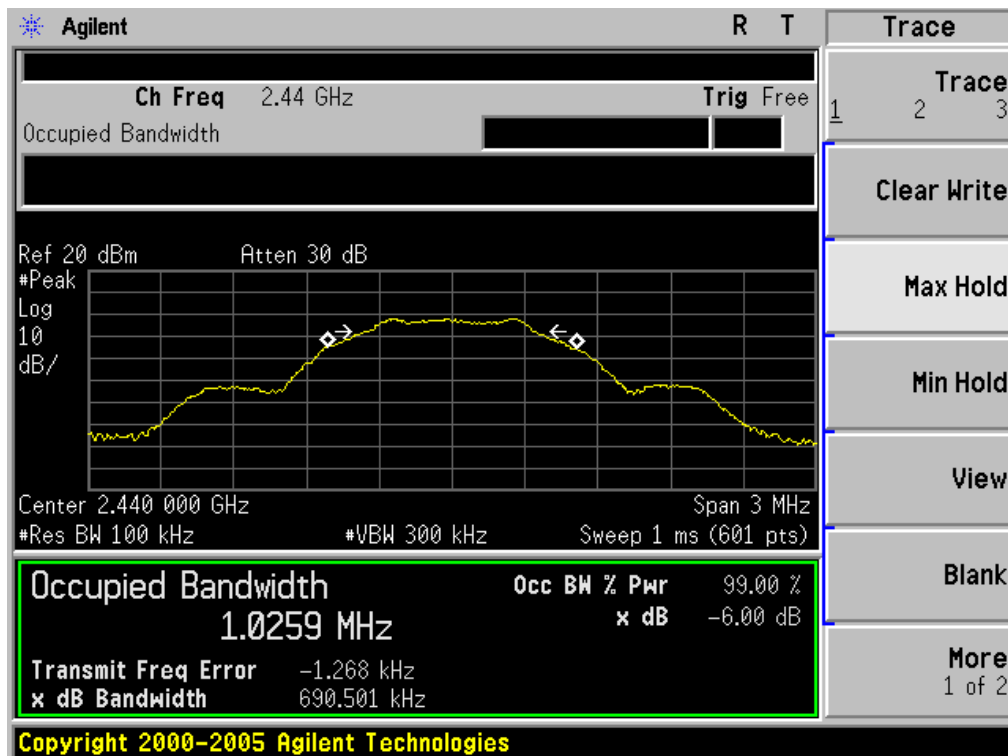 Agilent R T
Ch Freq 2.44 GHz Trig Free
Occupied Bandwidth
Ref 20 dBm Atten 30 dB
#Peak
Log
10
dB/
Center 2.440 000 GHz Span 3 MHz
#Res BW 100 kHz #VBW 300 kHz Sweep 1 ms (601 pts)
Occupied Bandwidth
1.0259 MHz
Occ BW % Pwr 99.00 %
x dB -6.00 dB
Transmit Freq Error -1.268 kHz
x dB Bandwidth 690.501 kHz
Copyright 2000-2005 Agilent Technologies
Trace
Trace
1 2 3
Clear Write
Max Hold
Min Hold
View
Blank
More
1 of 2